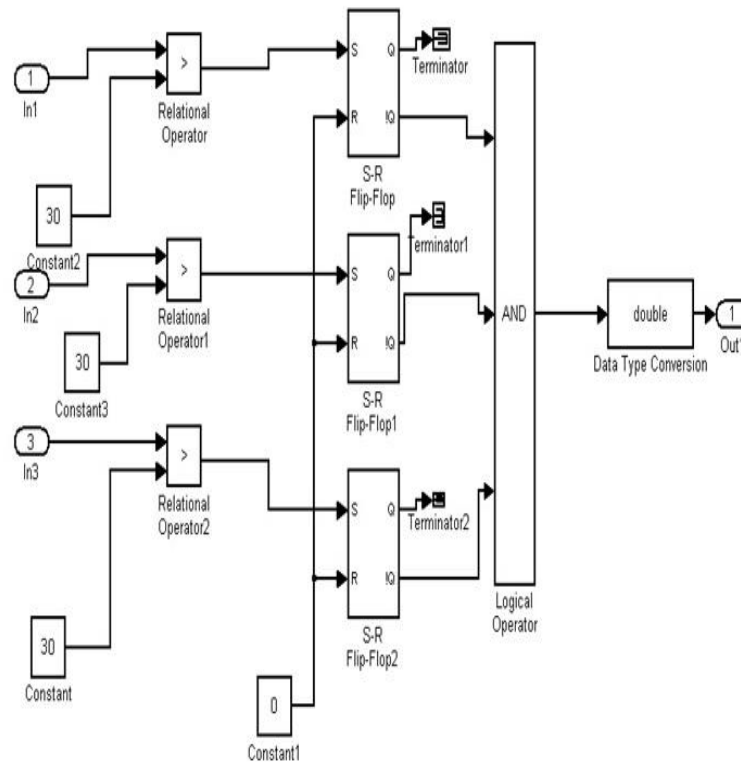 1
In1
>
Relational
Operator
S
Q
R
!Q
S-R
Flip-Flop
Terminator
30
Constant2
2
In2
>
Relational
Operator1
S
Q
R
!Q
S-R
Flip-Flop1
Terminator1
30
Constant3
3
In3
>
Relational
Operator2
S
Q
R
!Q
S-R
Flip-Flop2
Terminator2
30
Constant
0
Constant1
AND
Logical
Operator
double
Data Type Conversion
1
Out1